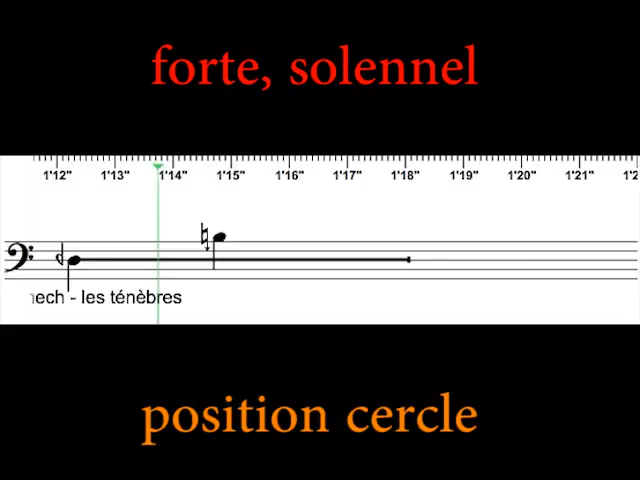 forte, solennel
1'12" 1'13" 1'14" 1'15" 1'16" 1'17" 1'18" 1'19" 1'20" 1'21"
- les ténèbres
position cercle